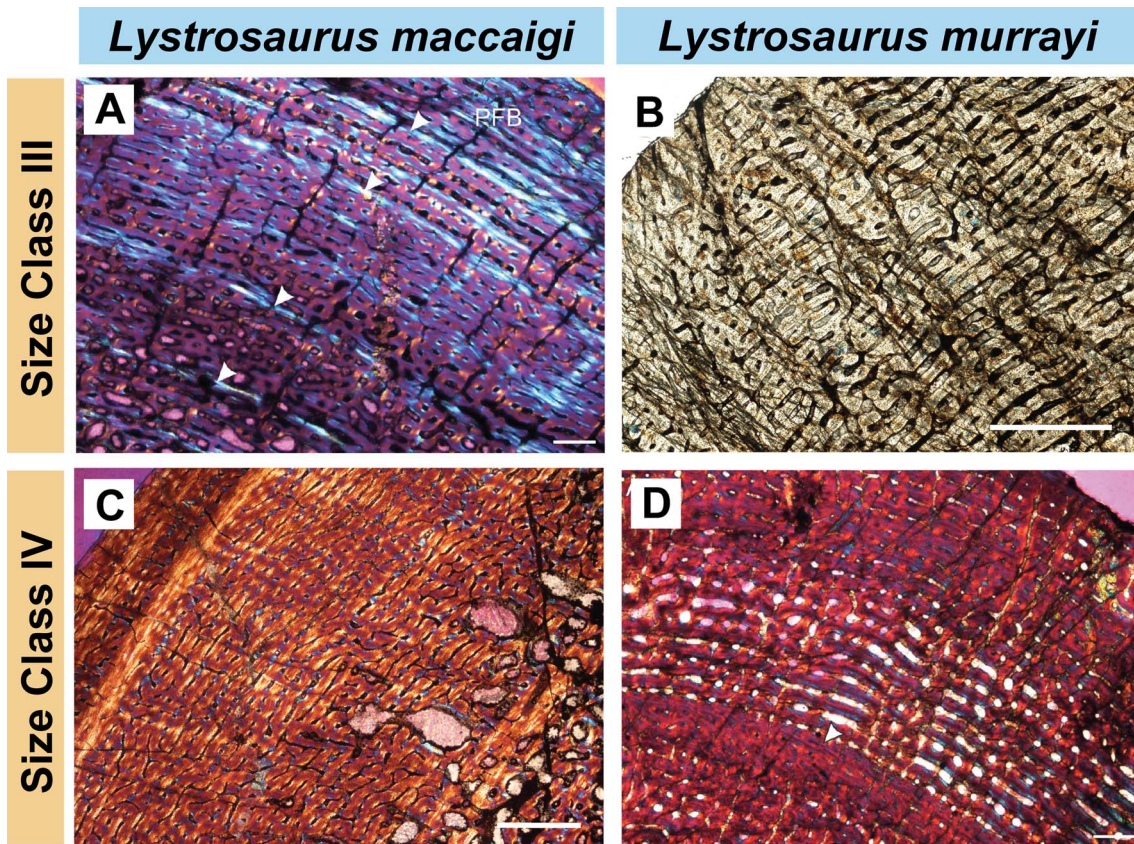 Lystrosaurus maccaigi
Lystrosaurus murrayi
Size Class III
A
PFB
B
Size Class IV
C
D